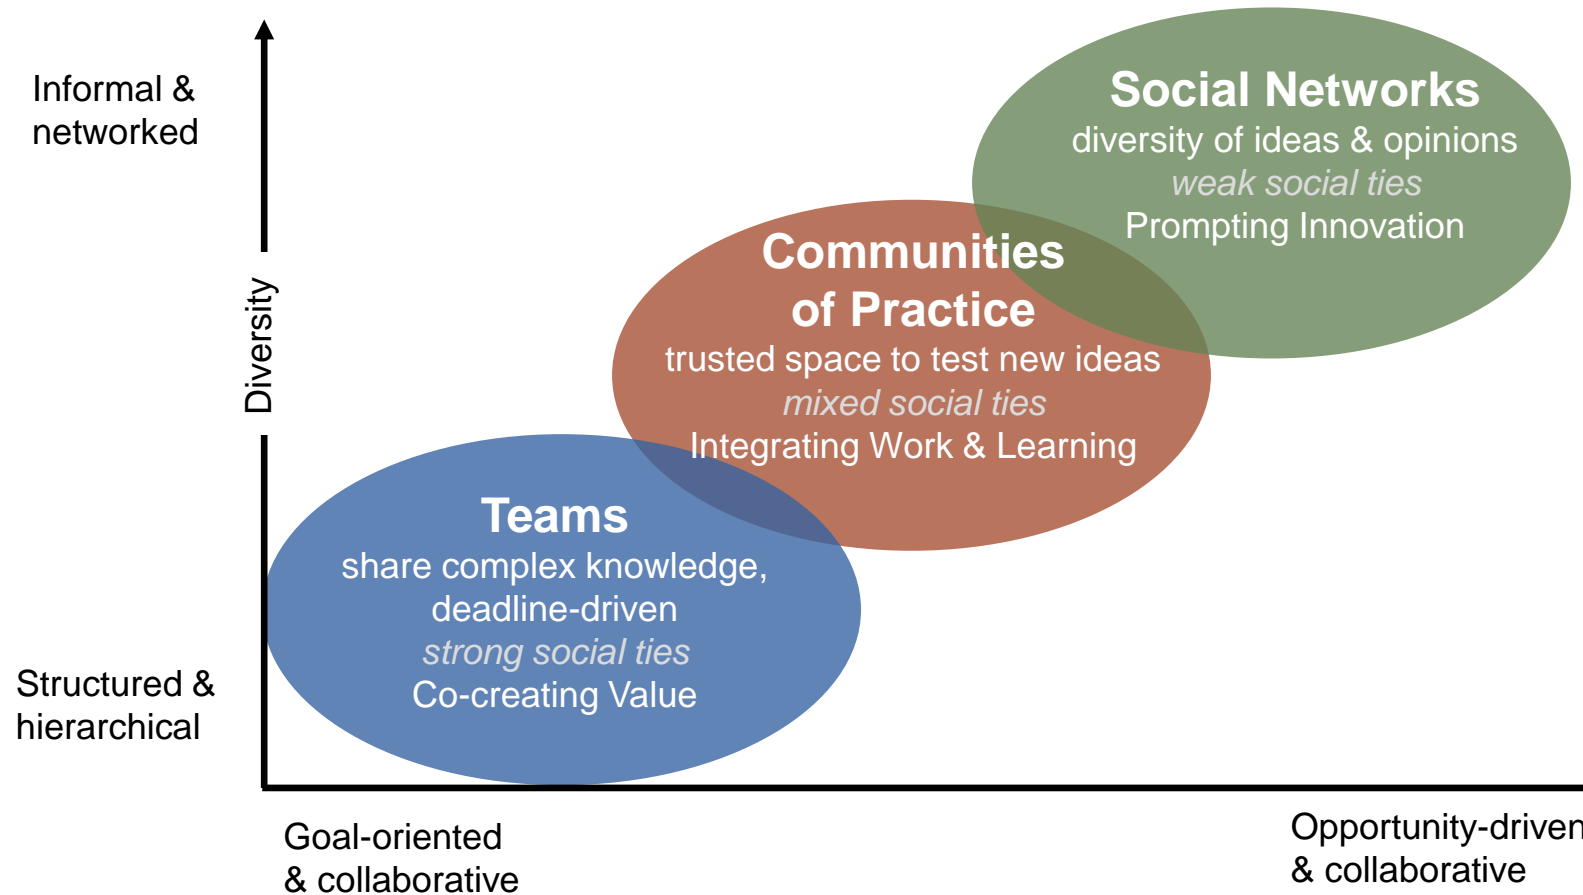 Informal &
networked
Social Networks
diversity of ideas & opinions
weak social ties
Prompting Innovation
Communities
of Practice
trusted space to test new ideas
mixed social ties
Integrating Work & Learning
Diversity
Teams
share complex knowledge,
deadline-driven
strong social ties
Co-creating Value
Structured &
hierarchical
Goal-oriented
& collaborative
Opportunity-driven
& collaborative